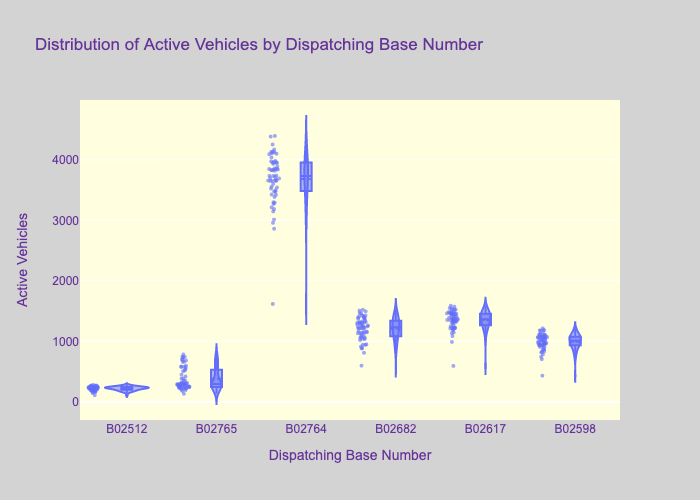 Distribution of Active Vehicles by Dispatching Base Number
Active Vehicles
4000
3000
2000
1000
0
B02512 B02765 B02764 B02682 B02617 B02598
Dispatching Base Number